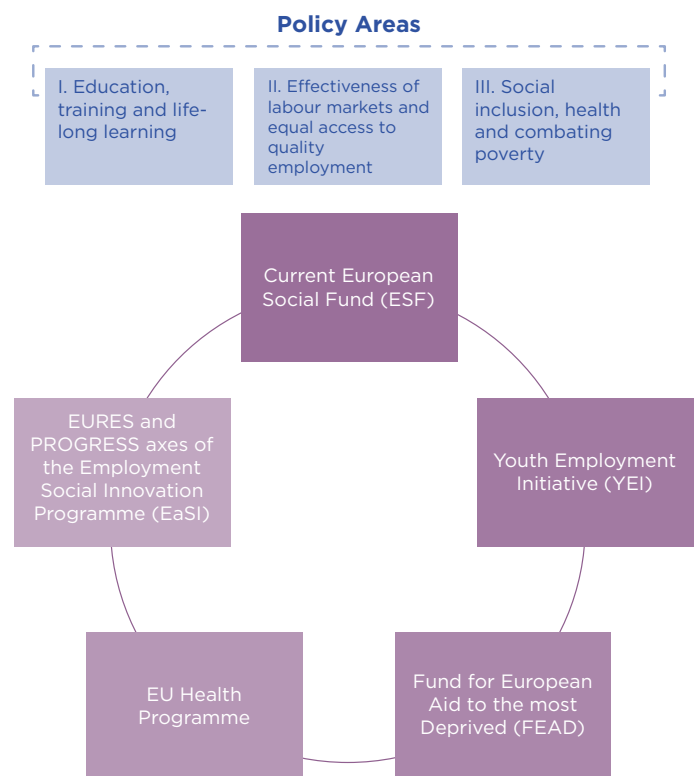 Policy Areas
I. Education,
training and life-
long learning
II. Effectiveness of
labour markets and
equal access to
quality
employment
III. Social
inclusion, health
and combating
poverty
Current European
Social Fund (ESF)
EURES and
PROGRESS axes of
the Employment
Social Innovation
Programme (EaSI)
Youth Employment
Initiative (YEI)
EU Health
Programme
Fund for European
Aid to the most
Deprived (FEAD)